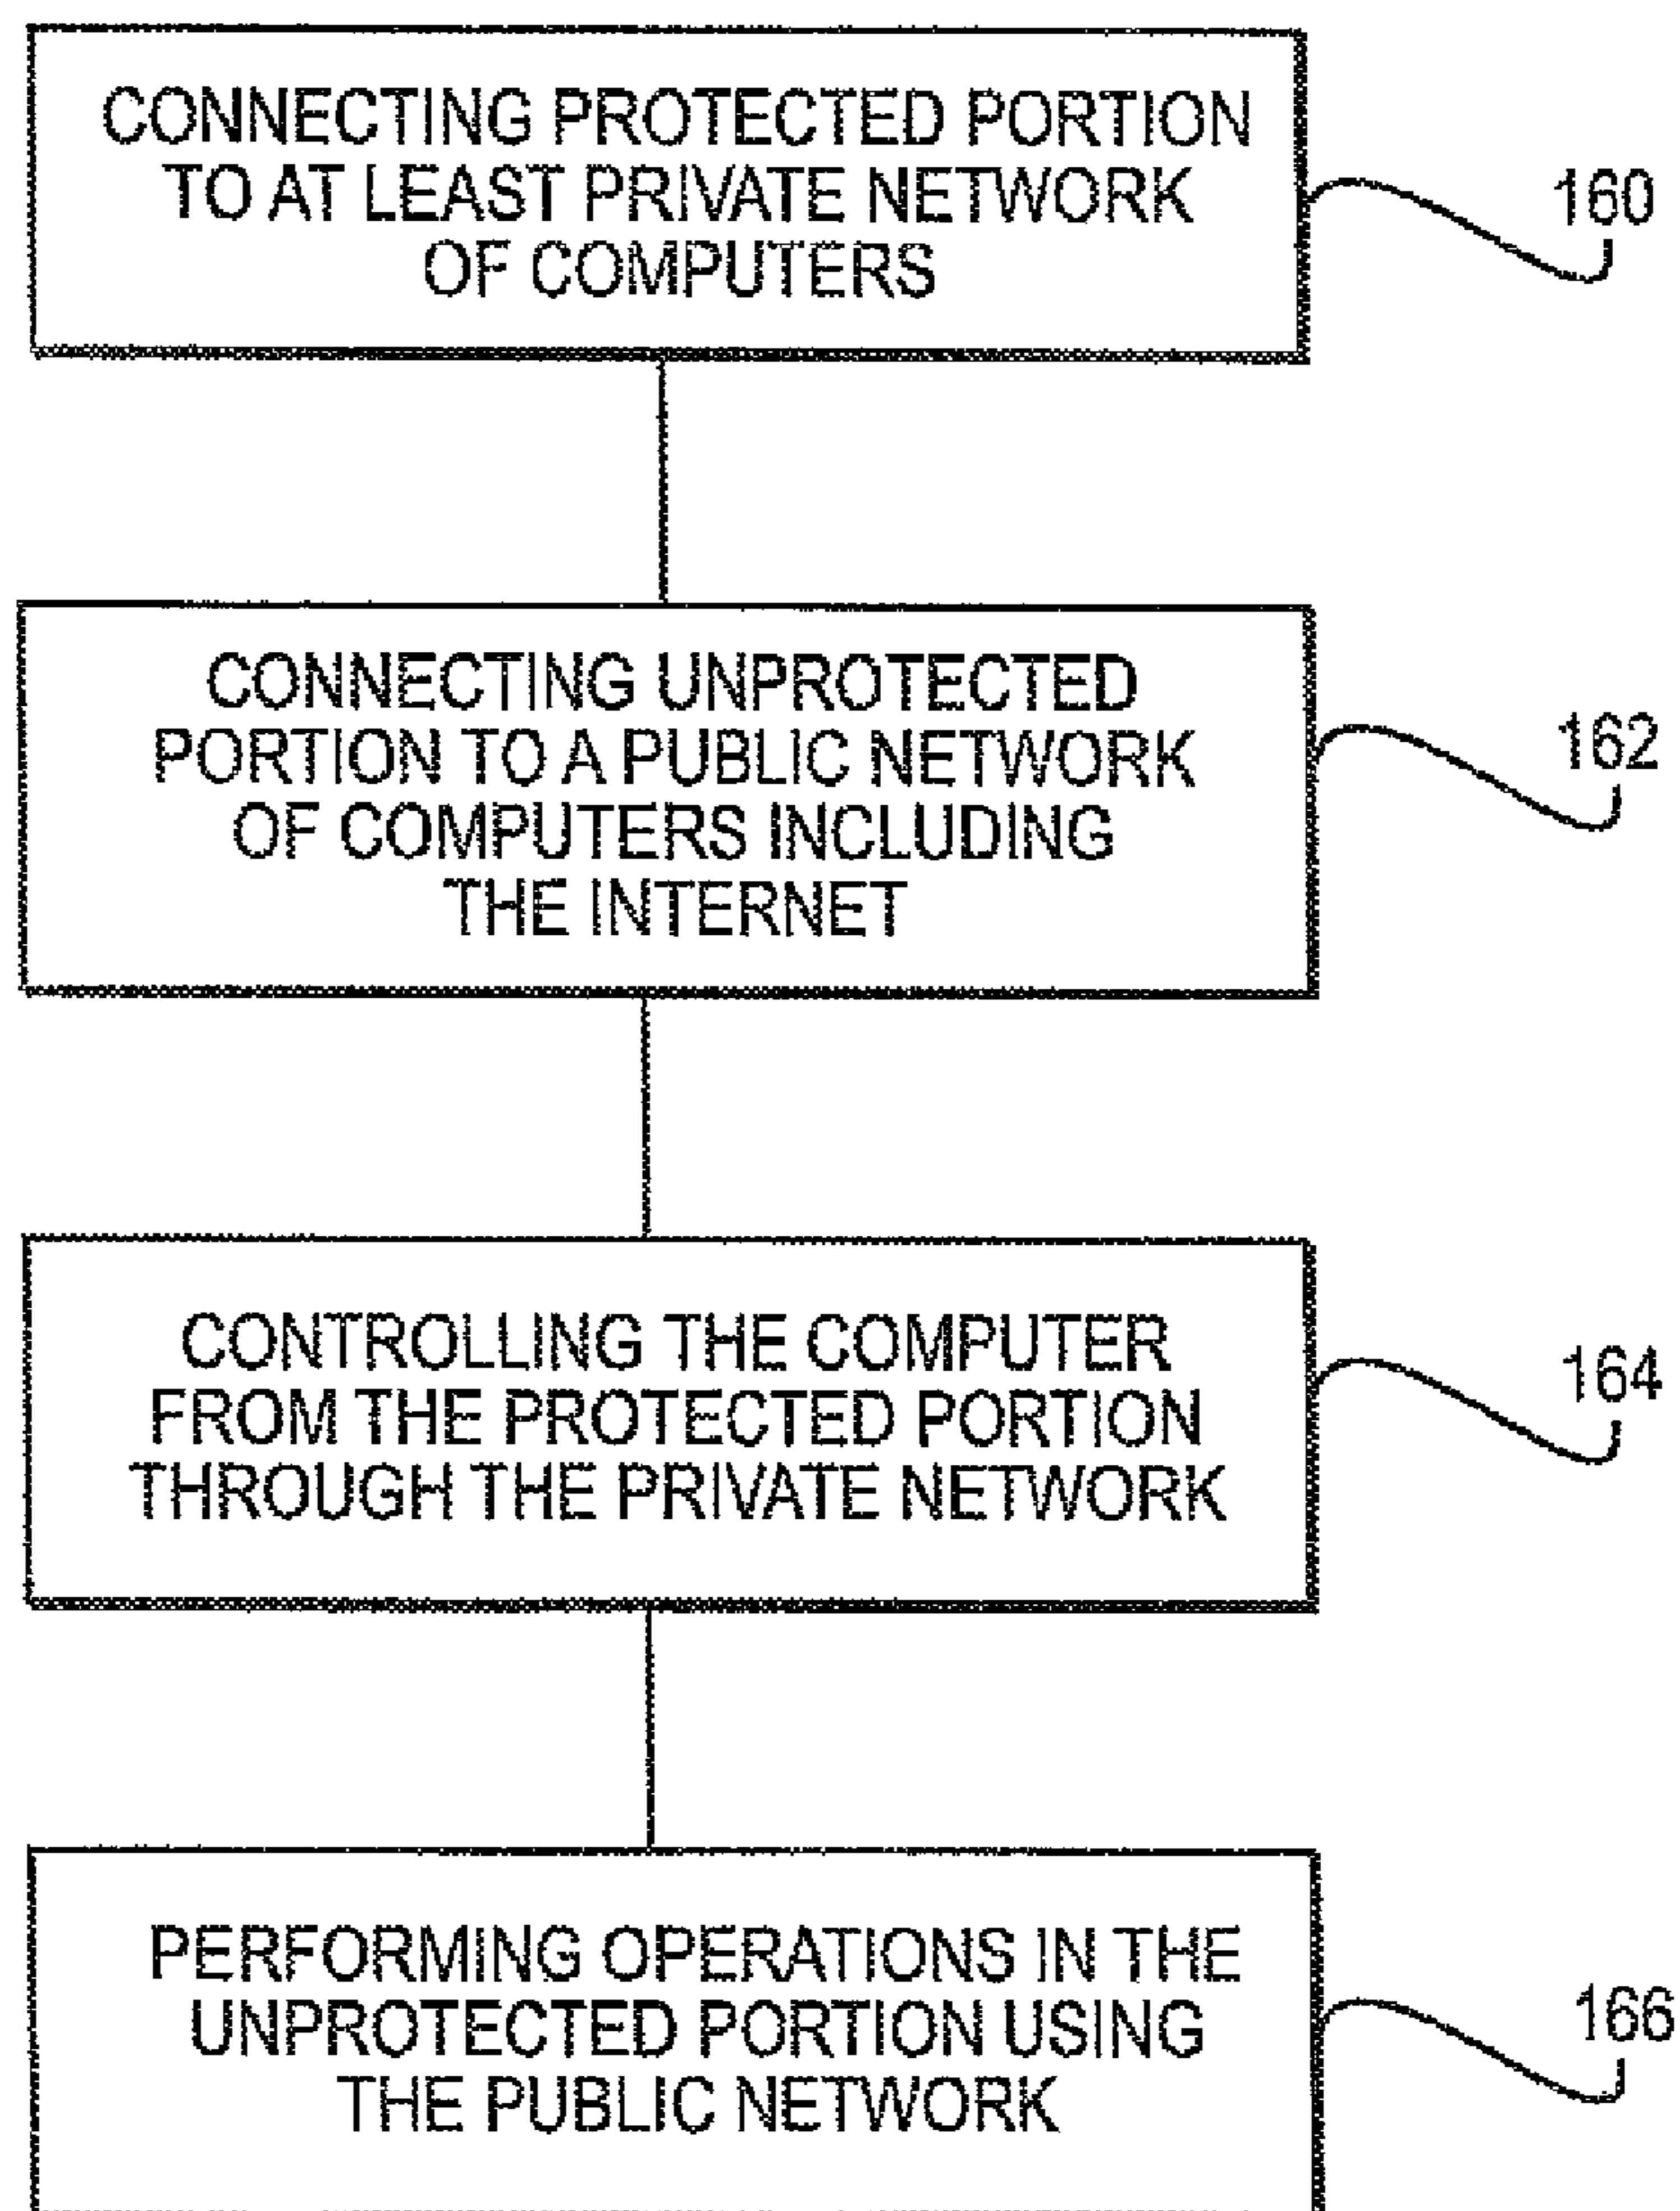 CONNECTING PROTECTED PORTION
TO AT LEAST PRIVATE NETWORK
OF COMPUTERS
160
CONNECTING UNPROTECTED
PORTION TO A PUBLIC NETWORK
OF COMPUTERS INCLUDING
THE INTERNET
162
CONTROLLING THE COMPUTER
FROM THE PROTECTED PORTION
THROUGH THE PRIVATE NETWORK
164
PERFORMING OPERATIONS IN THE
UNPROTECTED PORTION USING
THE PUBLIC NETWORK
166